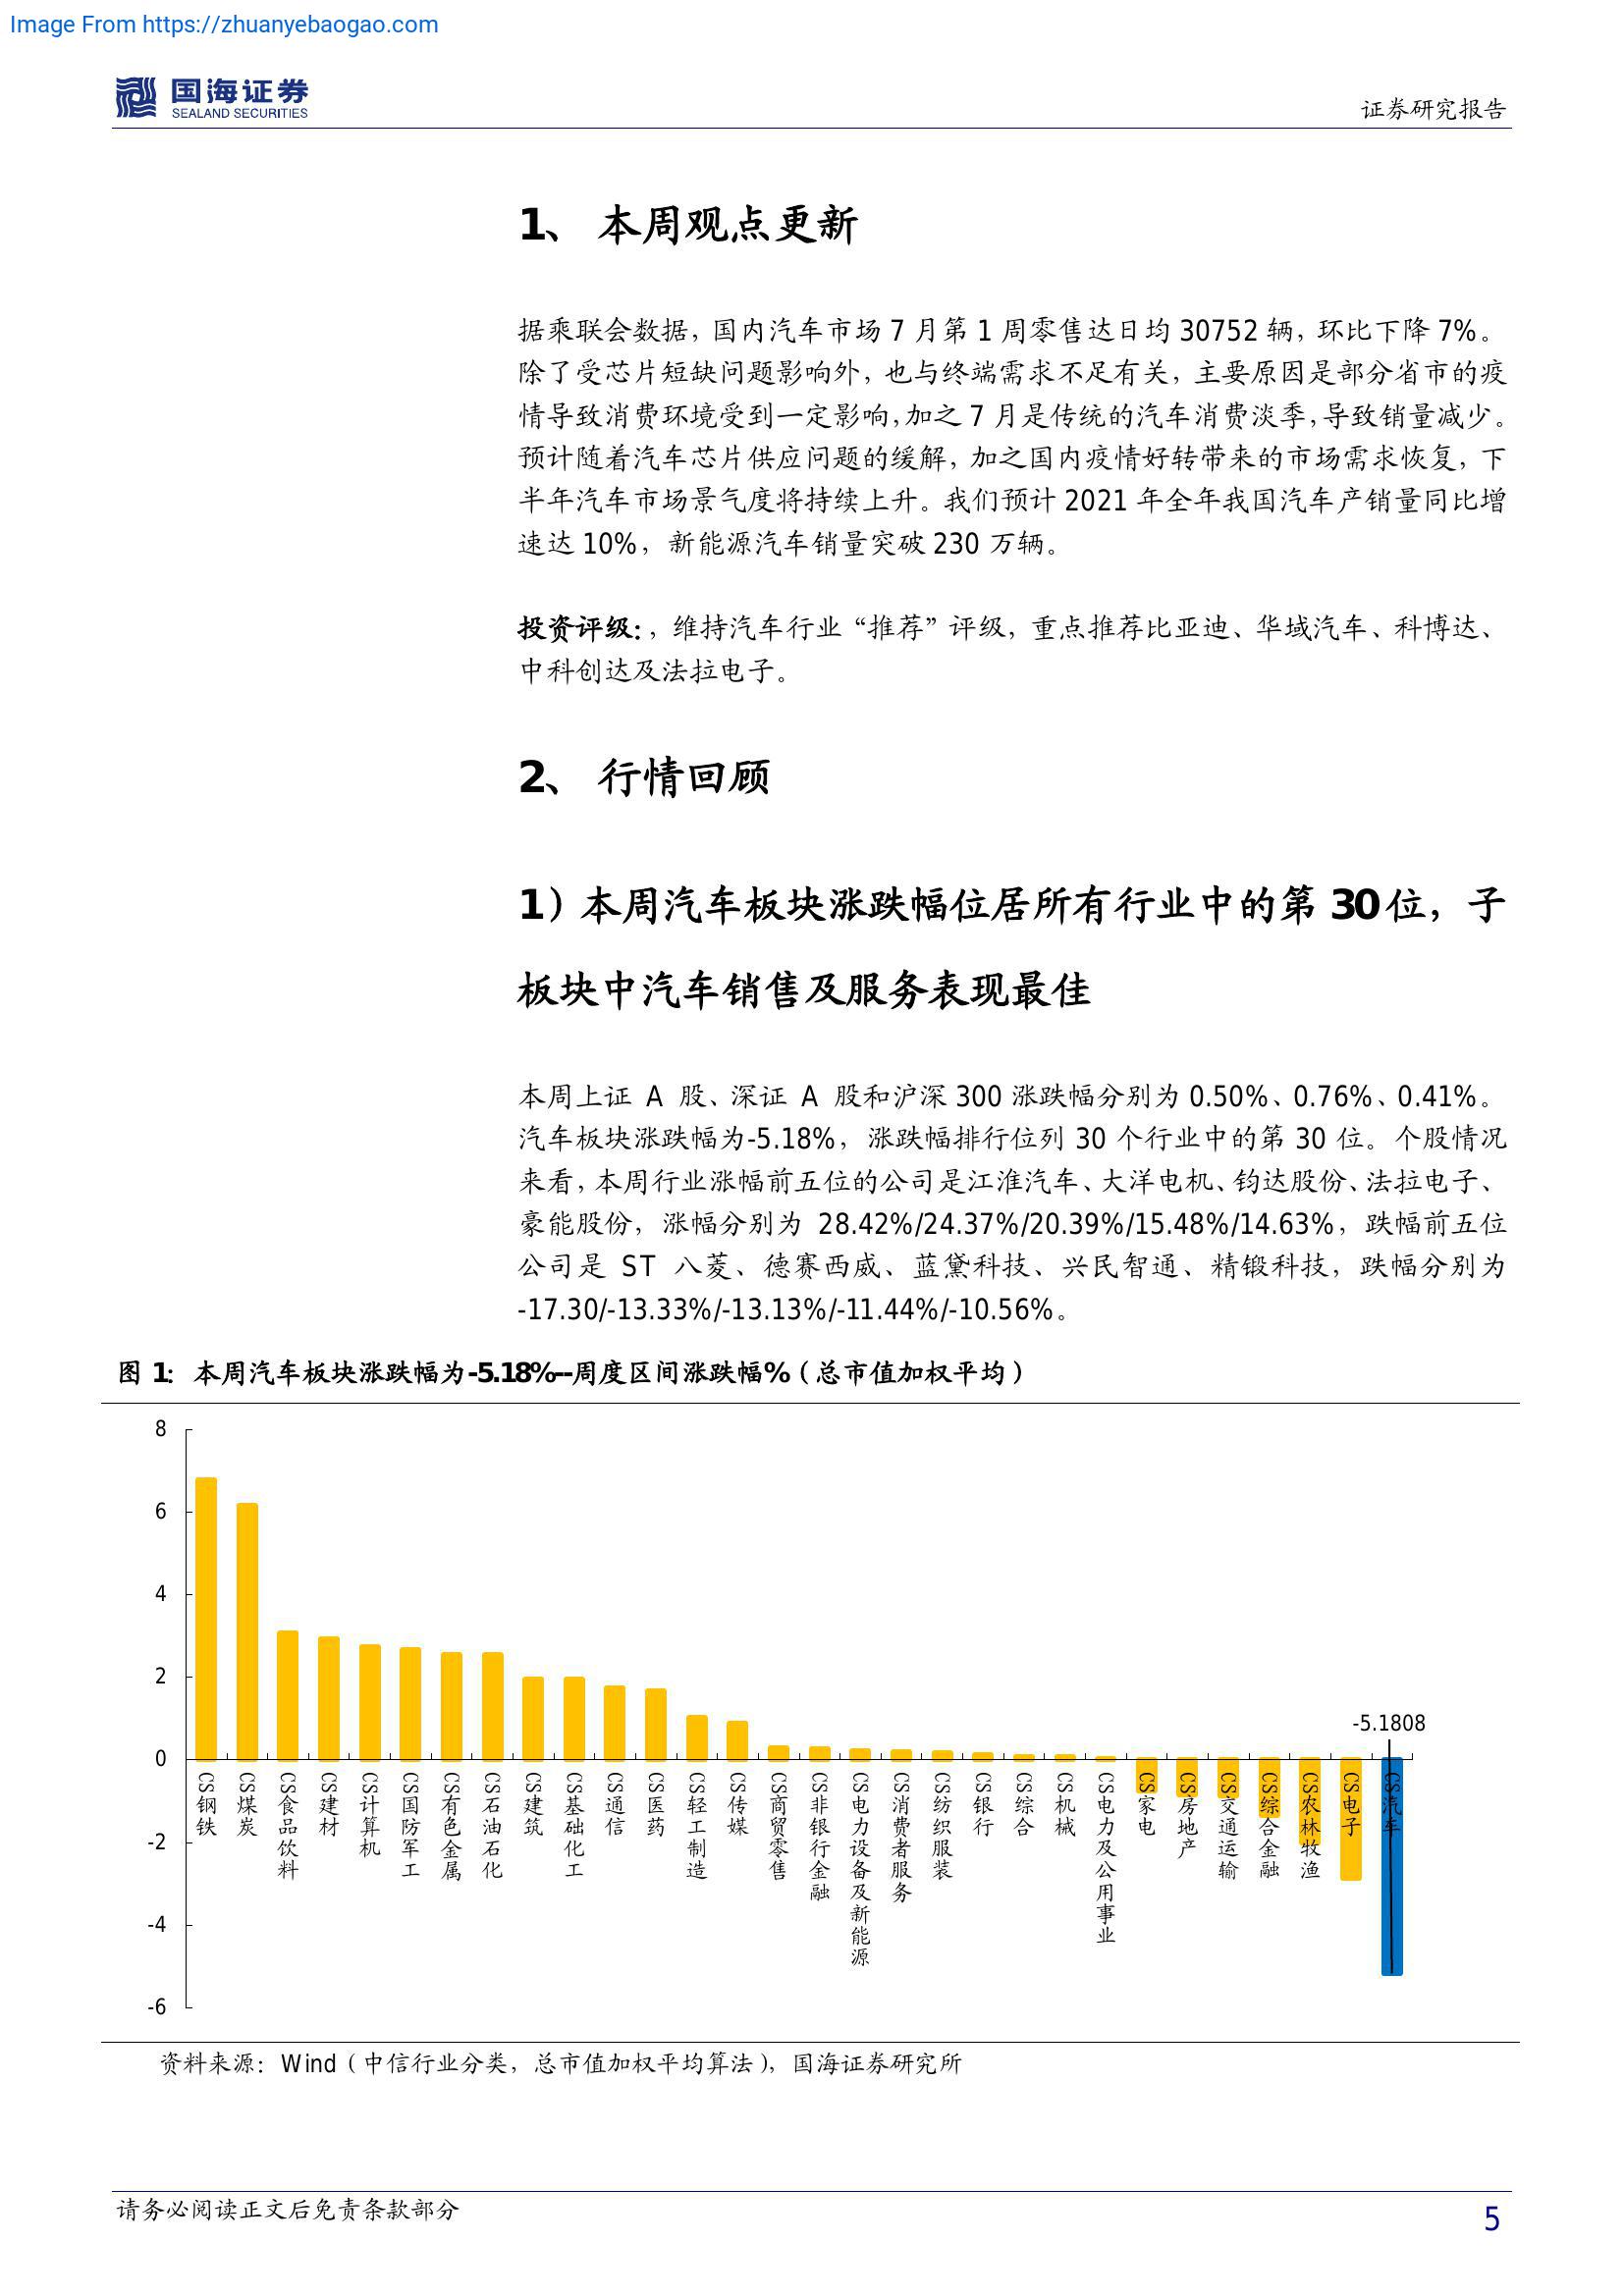 Image From https://zhuanyebaogao.com
国海证券
SEALAND SECURITIES
证券研究报告
1、 本周观点更新
据乘联会数据，国内汽车市场 7 月第 1 周零售达日均 30752 辆，环比下降 7%。
除了受芯片短缺问题影响外，也与终端需求不足有关，主要原因是部分省市的疫
情导致消费环境受到一定影响，加之 7 月是传统的汽车消费淡季，导致销量减少。
预计随着汽车芯片供应问题的缓解，加之国内疫情好转带来的市场需求恢复，下
半年汽车市场景气度将持续上升。我们预计 2021 年全年我国汽车产销量同比增
速达 10%，新能源汽车销量突破 230 万辆。
投资评级：，维持汽车行业“推荐”评级，重点推荐比亚迪、华域汽车、科博达、
中科创达及法拉电子。
2、 行情回顾
1）本周汽车板块涨跌幅位居所有行业中的第 30 位，子
板块中汽车销售及服务表现最佳
本周上证 A 股、深证 A 股和沪深 300 涨跌幅分别为 0.50%、0.76%、0.41%。
汽车板块涨跌幅为-5.18%，涨跌幅排行位列 30 个行业中的第 30 位。个股情况
来看，本周行业涨幅前五位的公司是江淮汽车、大洋电机、钧达股份、法拉电子、
豪能股份，涨幅分别为 28.42%/24.37%/20.39%/15.48%/14.63%，跌幅前五位
公司是 ST 八菱、德赛西威、蓝黛科技、兴民智通、精锻科技，跌幅分别为
-17.30/-13.33%/-13.13%/-11.44%/-10.56%。
图 1：本周汽车板块涨跌幅为-5.18%--周度区间涨跌幅%（总市值加权平均）
8
6
4
2
0
-2
-4
-6
-5.1808
CS钢铁
CS煤炭
CS食品饮料
CS建材
CS计算机
CS国防军工
CS有色金属
CS石油石化
CS建筑
CS基础化工
CS通信
CS医药
CS轻工制造
CS传媒
CS商贸零售
CS非银行金融
CS电力设备及新能源
CS消费者服务
CS纺织服装
CS银行
CS综合
CS机械
CS电力及公用事业
CS家电
CS房地产
CS交通运输
CS综合金融
CS农林牧渔
CS电子
CS汽车
资料来源：Wind（中信行业分类，总市值加权平均算法），国海证券研究所
请务必阅读正文后免责条款部分
5